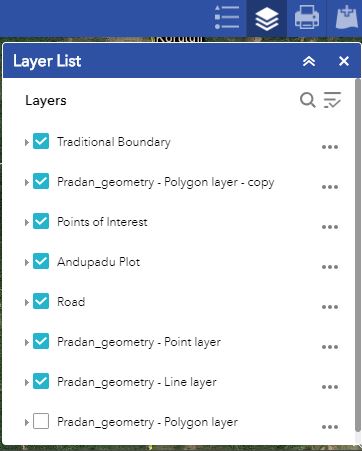 Layer List
Layers
Traditional Boundary
Pradan_geometry - Polygon layer - copy
Points of Interest
Andupadu Plot
Road
Pradan_geometry - Point layer
Pradan_geometry - Line layer
Pradan_geometry - Polygon layer